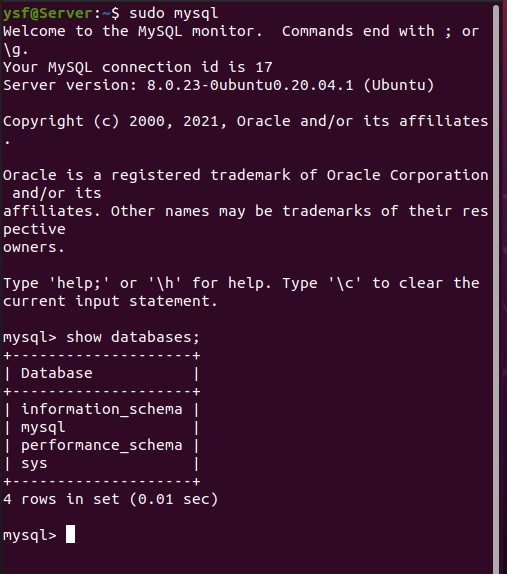 ysf@Server:~$ sudo mysql
Welcome to the MySQL monitor.  Commands end with ; or
\g.
Your MySQL connection id is 17
Server version: 8.0.23-0ubuntu0.20.04.1 (Ubuntu)

Copyright (c) 2000, 2021, Oracle and/or its affiliates
.

Oracle is a registered trademark of Oracle Corporation
 and/or its
affiliates. Other names may be trademarks of their res
pective
owners.

Type 'help;' or '\h' for help. Type '\c' to clear the
current input statement.

mysql> show databases;
+--------------------+
| Database           |
+--------------------+
| information_schema |
| mysql              |
| performance_schema |
| sys                |
+--------------------+
4 rows in set (0.01 sec)

mysql>